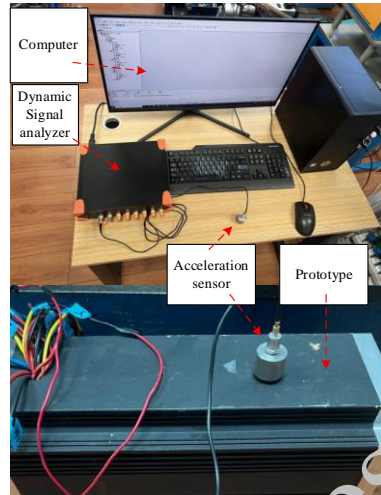 Computer
Dynamic
Signal
analyzer
Acceleration
sensor
Prototype